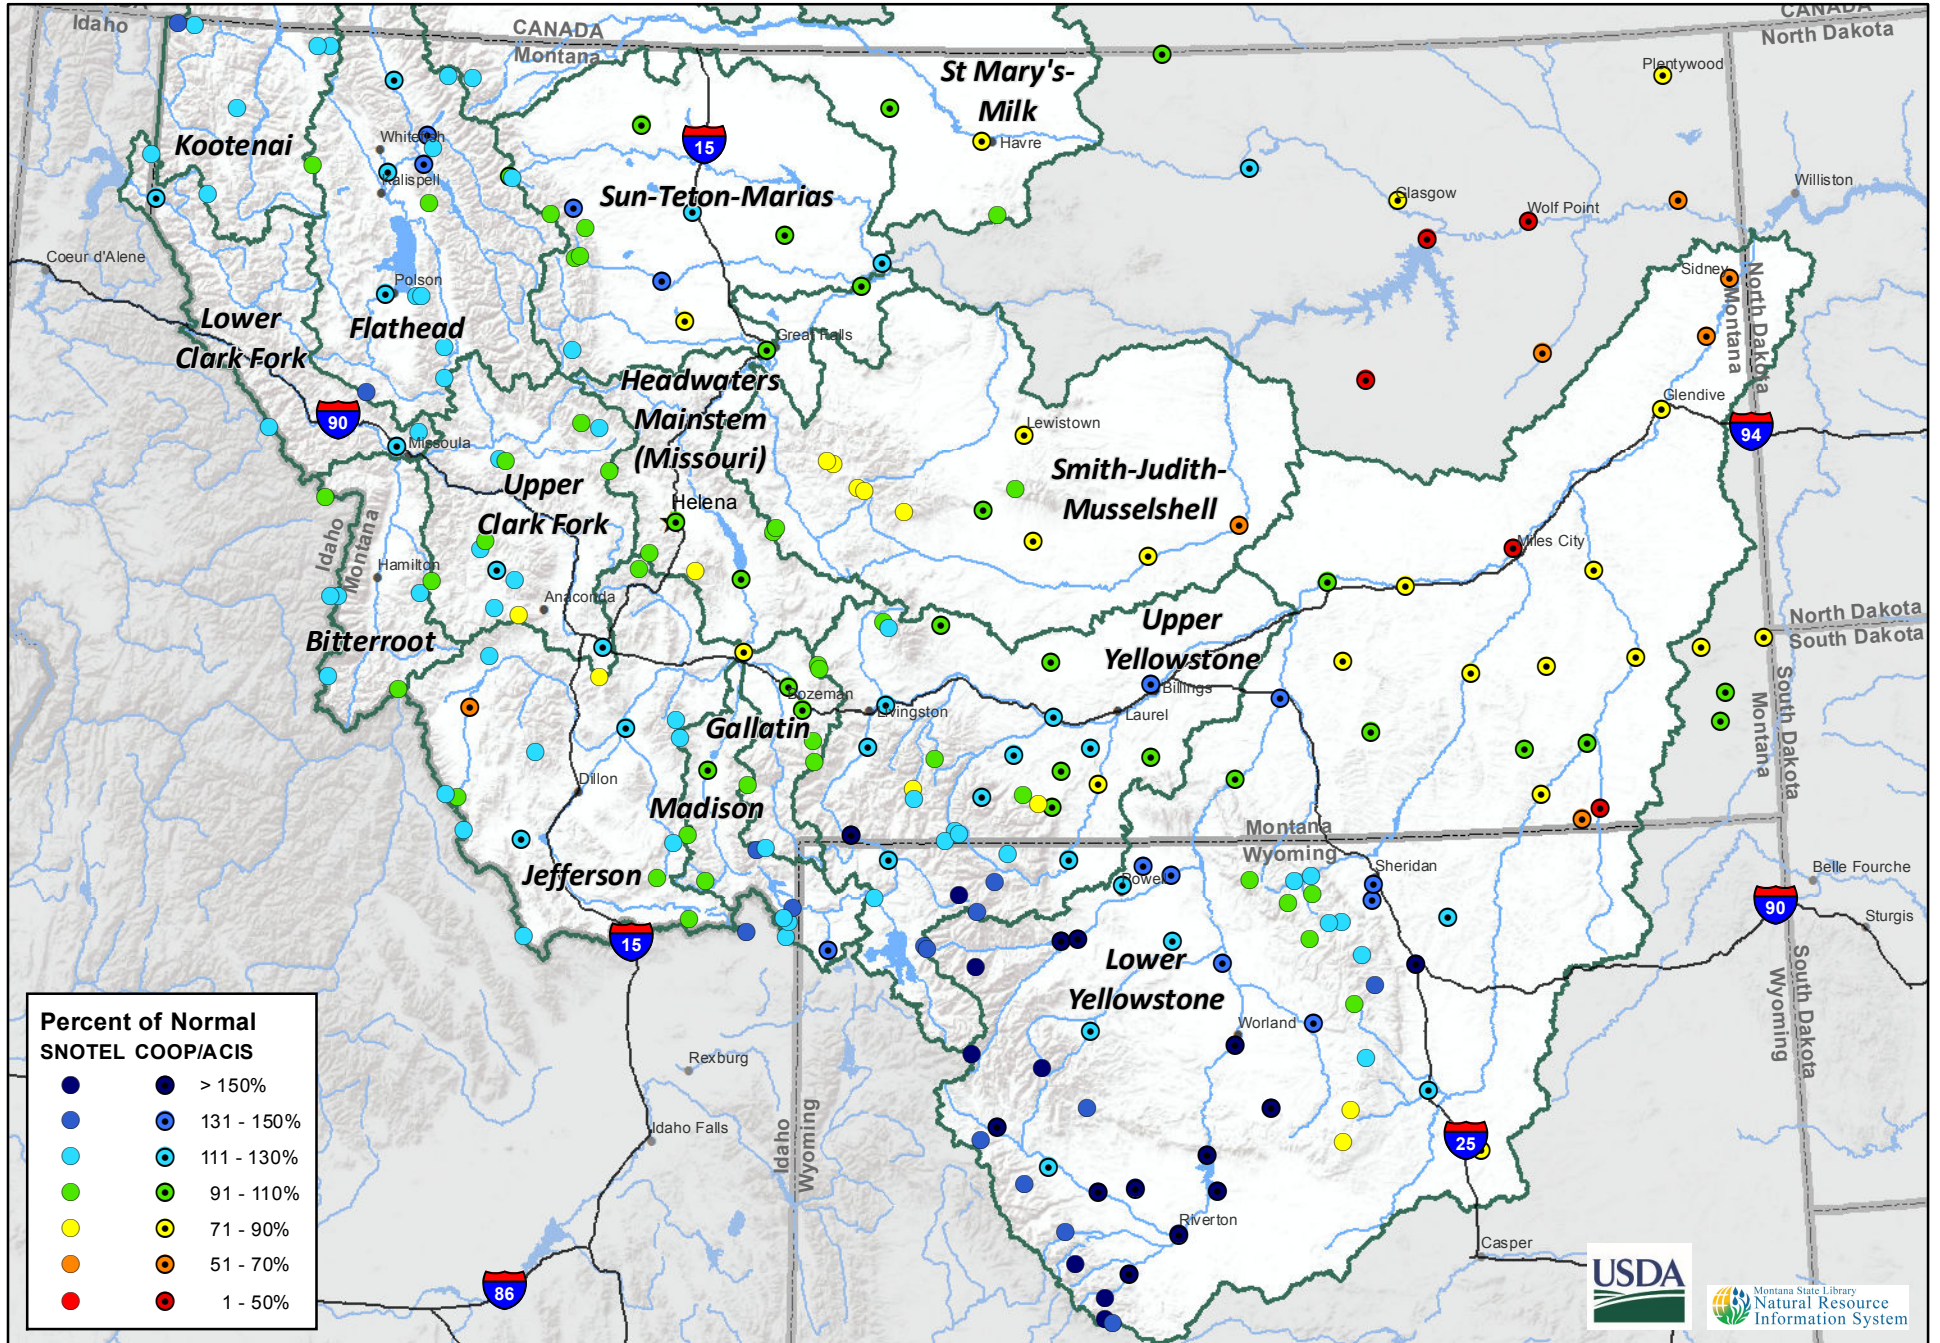 Idaho
CANADA
Montana
CANADA
North Dakota
St Mary's-
Milk
Plentywood
Kootenai
Whitefish
15
Havre
Kalispell
Sun-Teton-Marias
Glasgow
Wolf Point
Williston
Coeur d'Alene
Polson
Sidney
Montana
North Dakota
Lower
Clark Fork
Flathead
Great Falls
Headwaters
Mainstem
(Missouri)
Glendive
90
94
Missoula
Lewistown
Upper
Clark Fork
Helena
Smith-Judith-
Musselshell
Idaho
Montana
Hamilton
Miles City
Anaconda
Bitterroot
Upper
Yellowstone
North Dakota
South Dakota
Bozeman
Livingston
Billings
Laurel
Gallatin
South Dakota
Montana
Dillon
Madison
Montana
Wyoming
Jefferson
Sheridan
Powell
Belle Fourche
90
Sturgis
15
Lower
Yellowstone
South Dakota
Wyoming
Worland
Rexburg
Idaho Falls
Idaho
Wyoming
25
Riverton
Casper
86
Percent of Normal
SNOTEL COOP/ACIS
> 150%
131 - 150%
111 - 130%
91 - 110%
71 - 90%
51 - 70%
1 - 50%
USDA
Montana State Library
Natural Resource
Information System